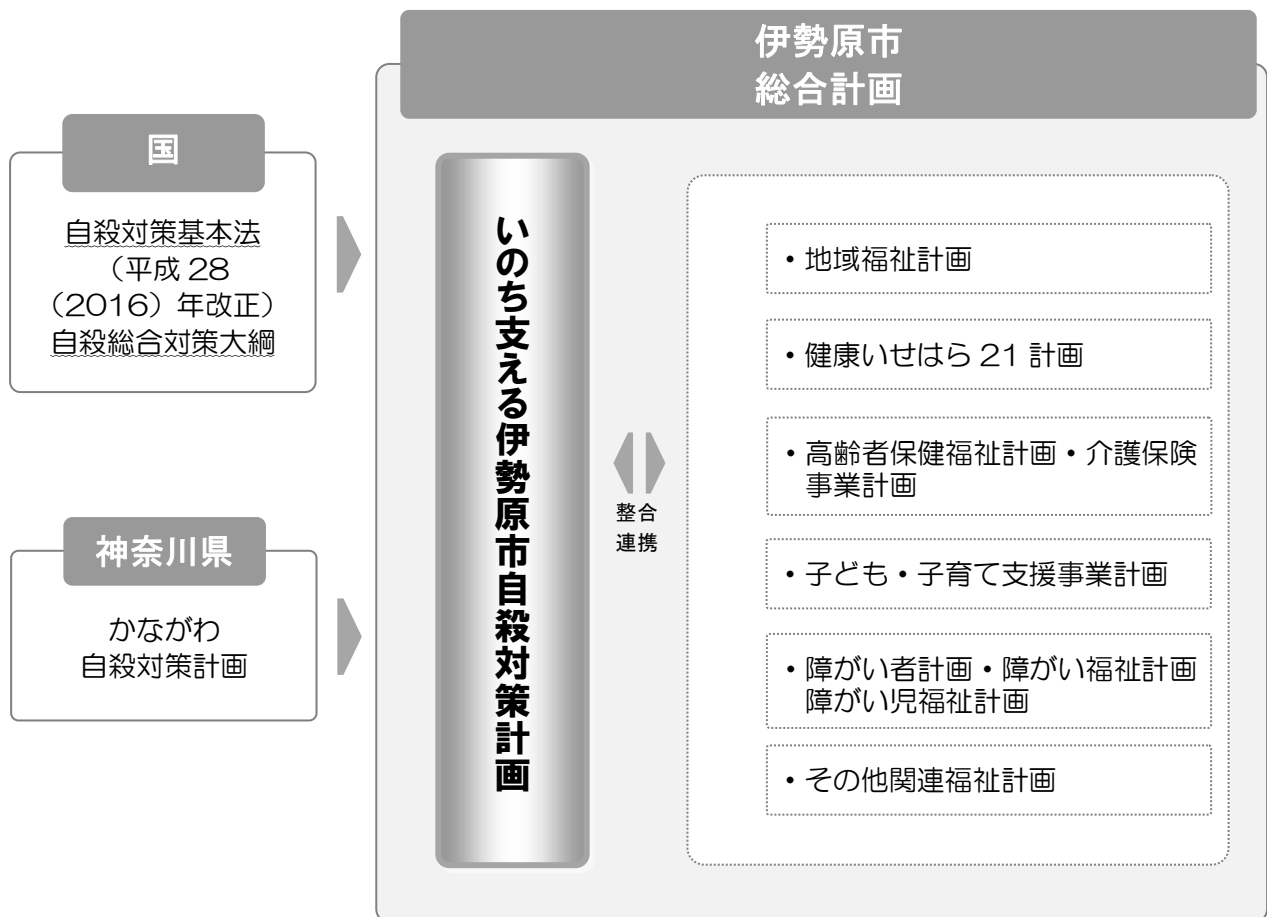 伊勢原市
総合計画
国
自殺対策基本法
（平成 28
（2016）年改正）
自殺総合対策大綱
神奈川県
かながわ
自殺対策計画
いのち支える伊勢原市自殺対策計画
整合
連携
・地域福祉計画
・健康いせはら 21 計画
・高齢者保健福祉計画・介護保険
事業計画
・子ども・子育て支援事業計画
・障がい者計画・障がい福祉計画
障がい児福祉計画
・その他関連福祉計画